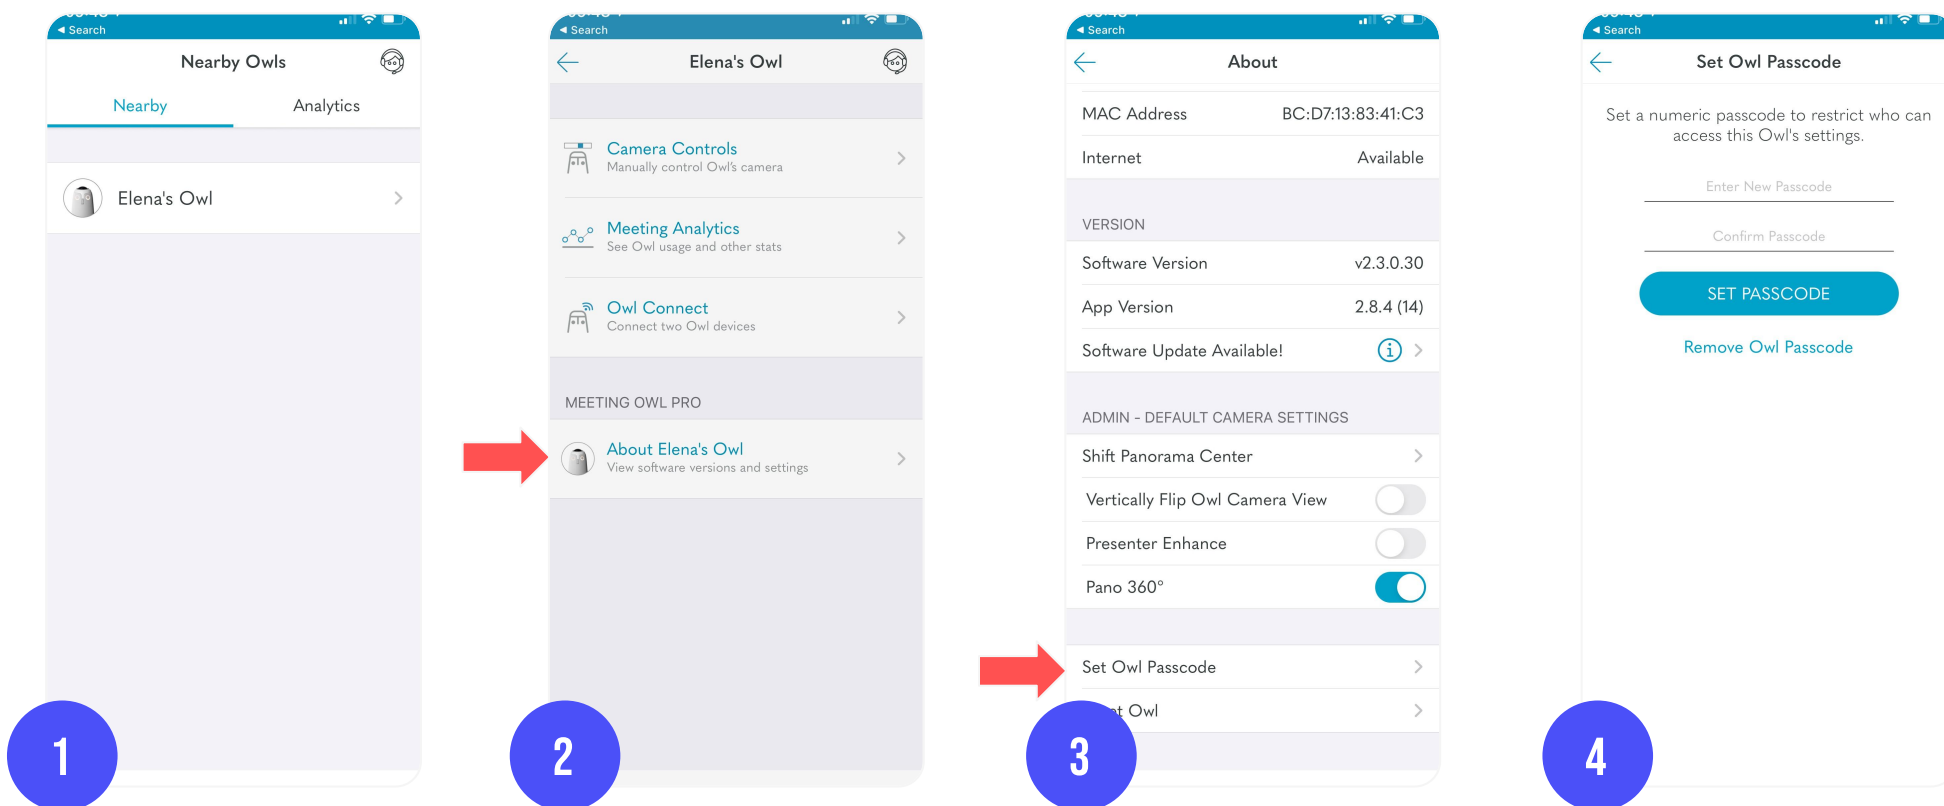 ◄ Search
Nearby Owls
Nearby
Analytics
Elena's Owl
1
◄ Search
Elena's Owl
Camera Controls
Manually control Owl's camera
Meeting Analytics
See Owl usage and other stats
Owl Connect
Connect two Owl devices
MEETING OWL PRO
About Elena's Owl
View software versions and settings
2
◄ Search
About
MAC Address BC:D7:13:83:41:C3
Internet Available
VERSION
Software Version v2.3.0.30
App Version 2.8.4 (14)
Software Update Available!
ADMIN - DEFAULT CAMERA SETTINGS
Shift Panorama Center
Vertically Flip Owl Camera View
Presenter Enhance
Pano 360°
Set Owl Passcode
Owl
3
◄ Search
Set Owl Passcode
Set a numeric passcode to restrict who can
access this Owl's settings.
Enter New Passcode
Confirm Passcode
SET PASSCODE
Remove Owl Passcode
4